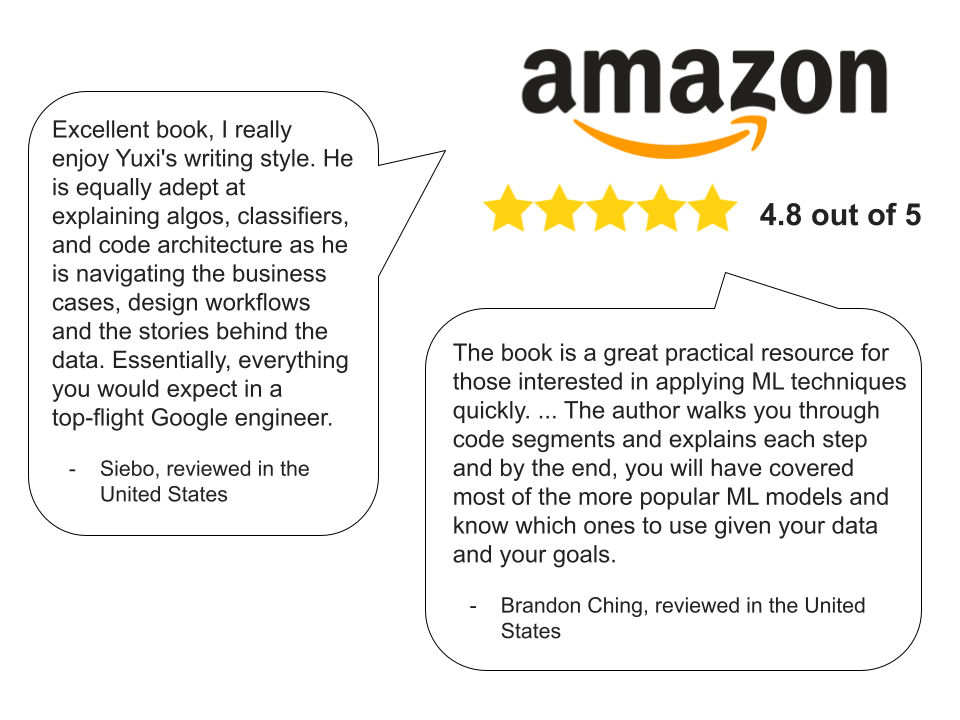 amazon
4.8 out of 5
Excellent book, I really
enjoy Yuxi's writing style. He
is equally adept at
explaining algos, classifiers,
and code architecture as he
is navigating the business
cases, design workflows
and the stories behind the
data. Essentially, everything
you would expect in a
top-flight Google engineer.
- Siebo, reviewed in the
United States
The book is a great practical resource for
those interested in applying ML techniques
quickly. ... The author walks you through
code segments and explains each step
and by the end, you will have covered
most of the more popular ML models and
know which ones to use given your data
and your goals.
- Brandon Ching, reviewed in the United
States